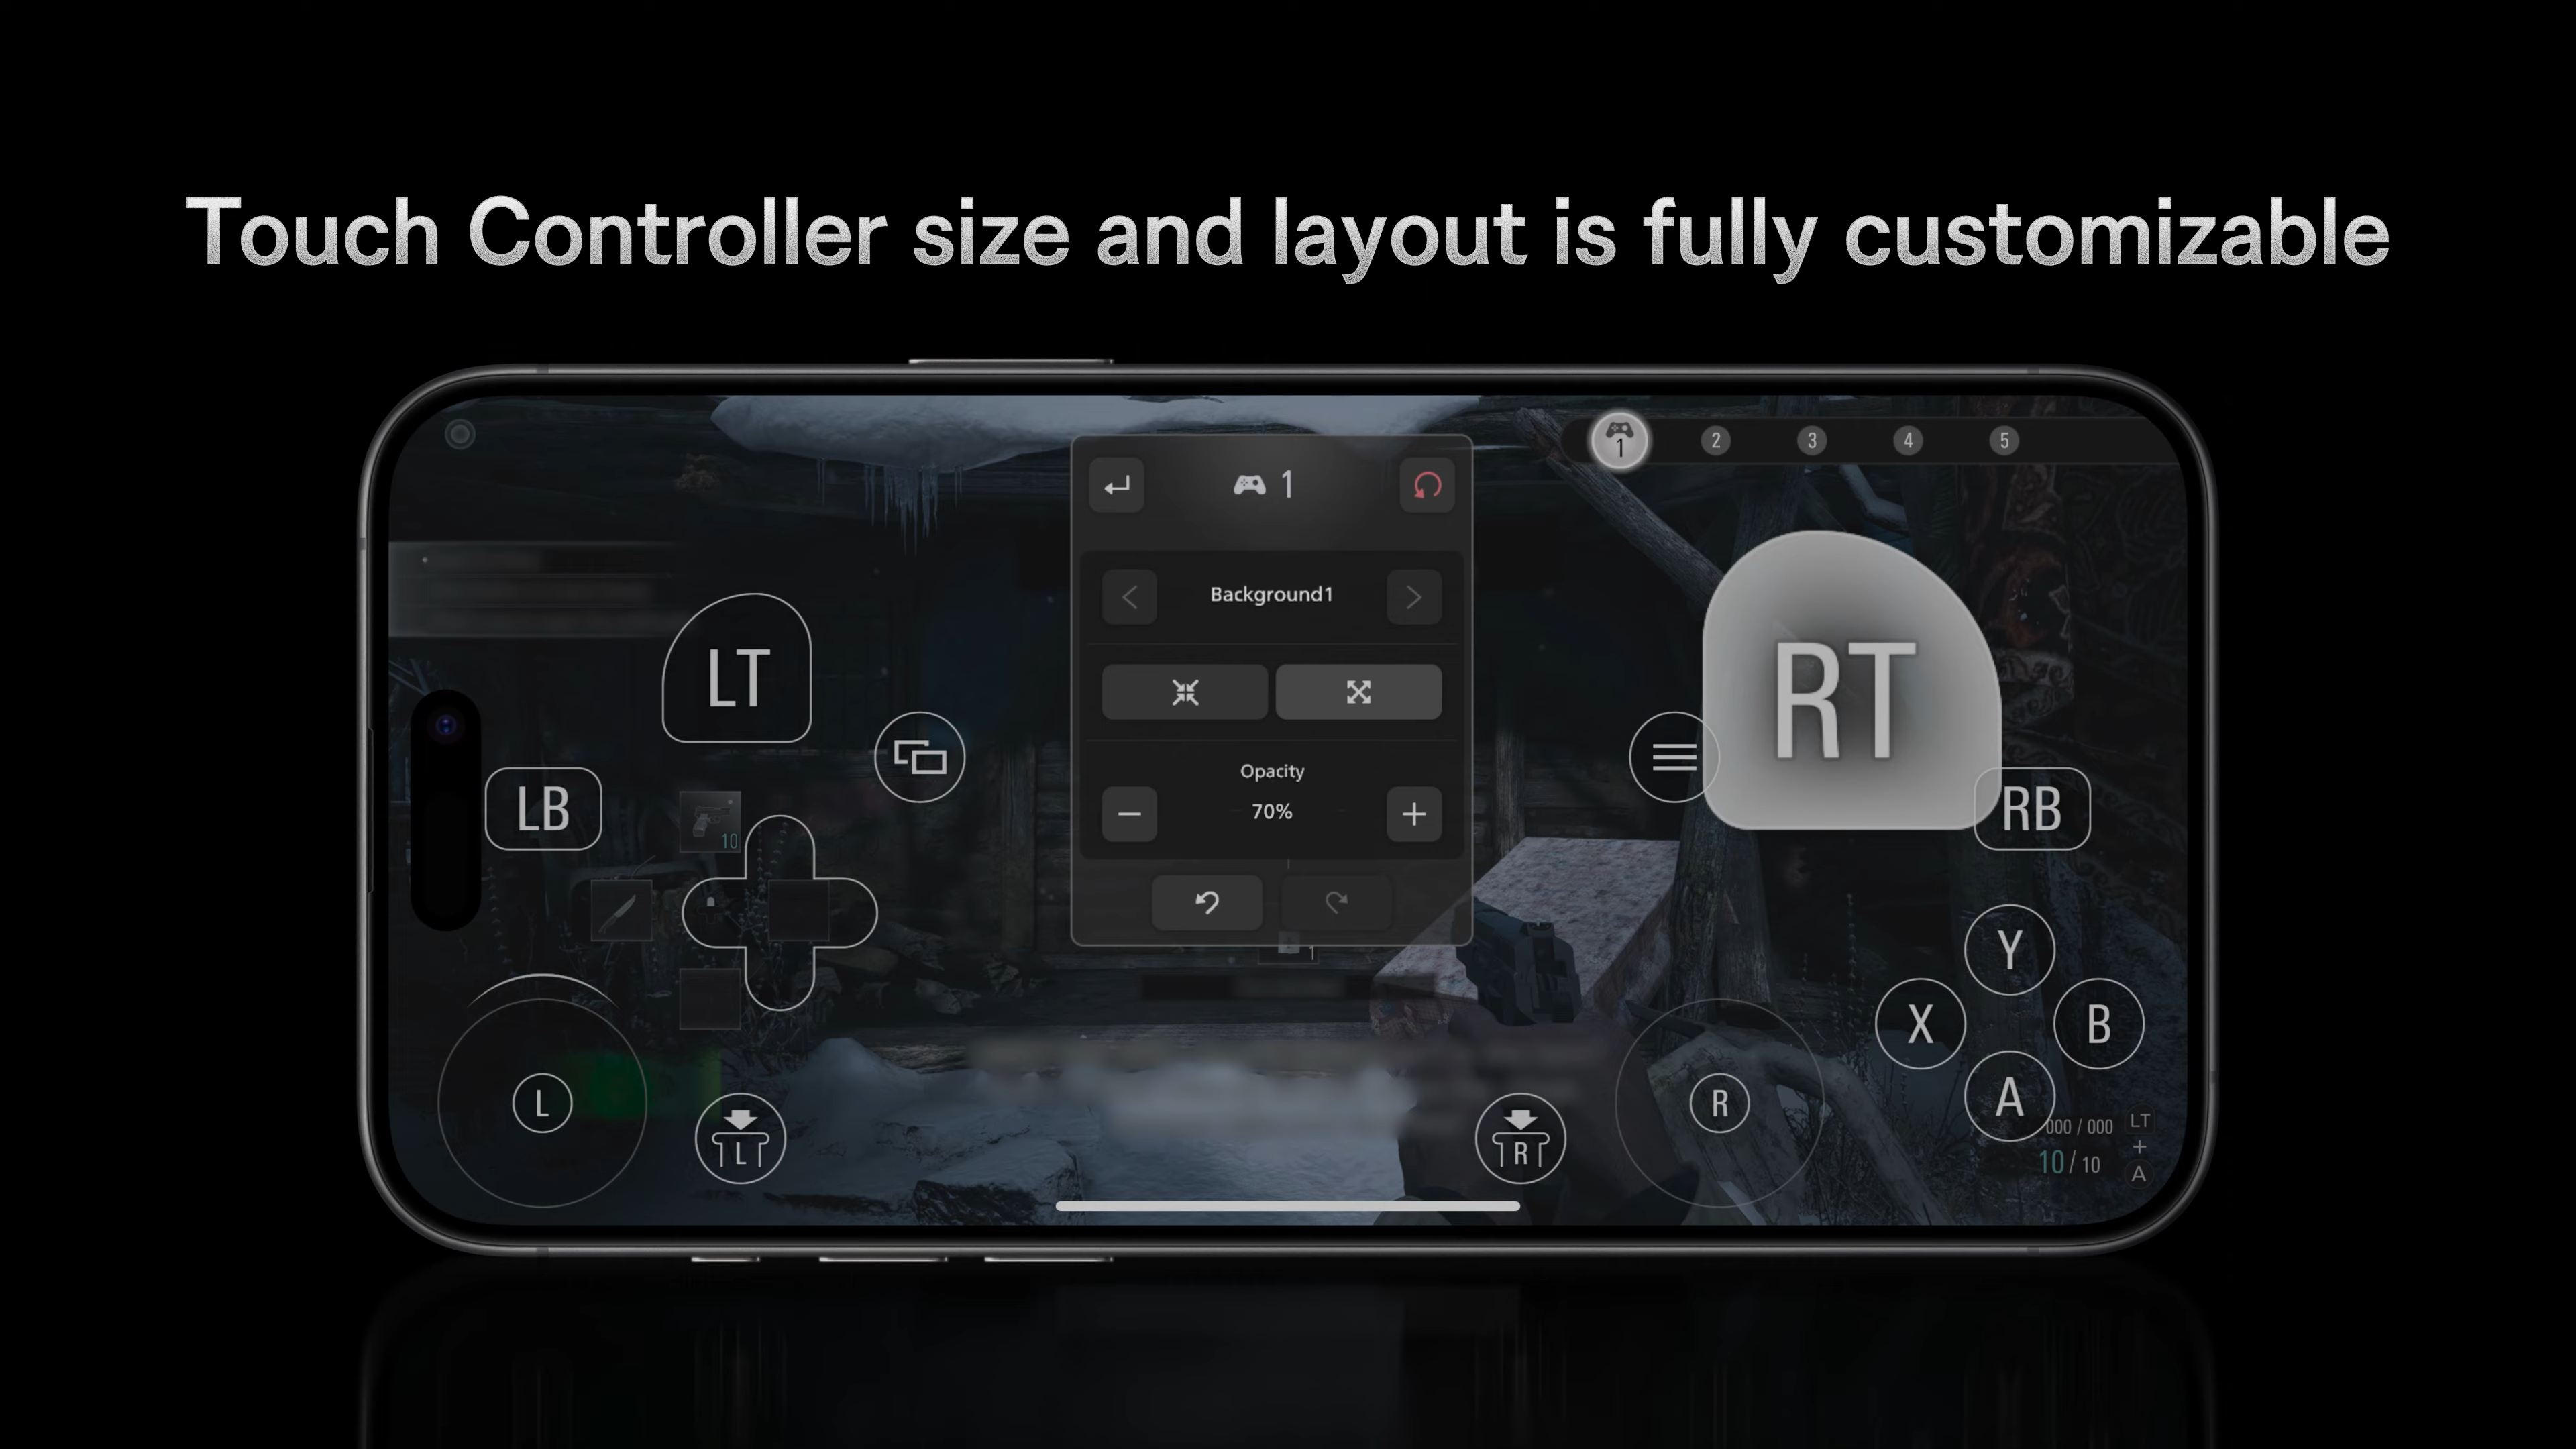 Touch Controller size and layout is fully customizable
1 2 3 4 5
1
Background1
LT
RT
LB
RB
Opacity
70%
10
Y
X
B
1
L
R
A
L
R
000 / 000
LT
+
10 / 10
A